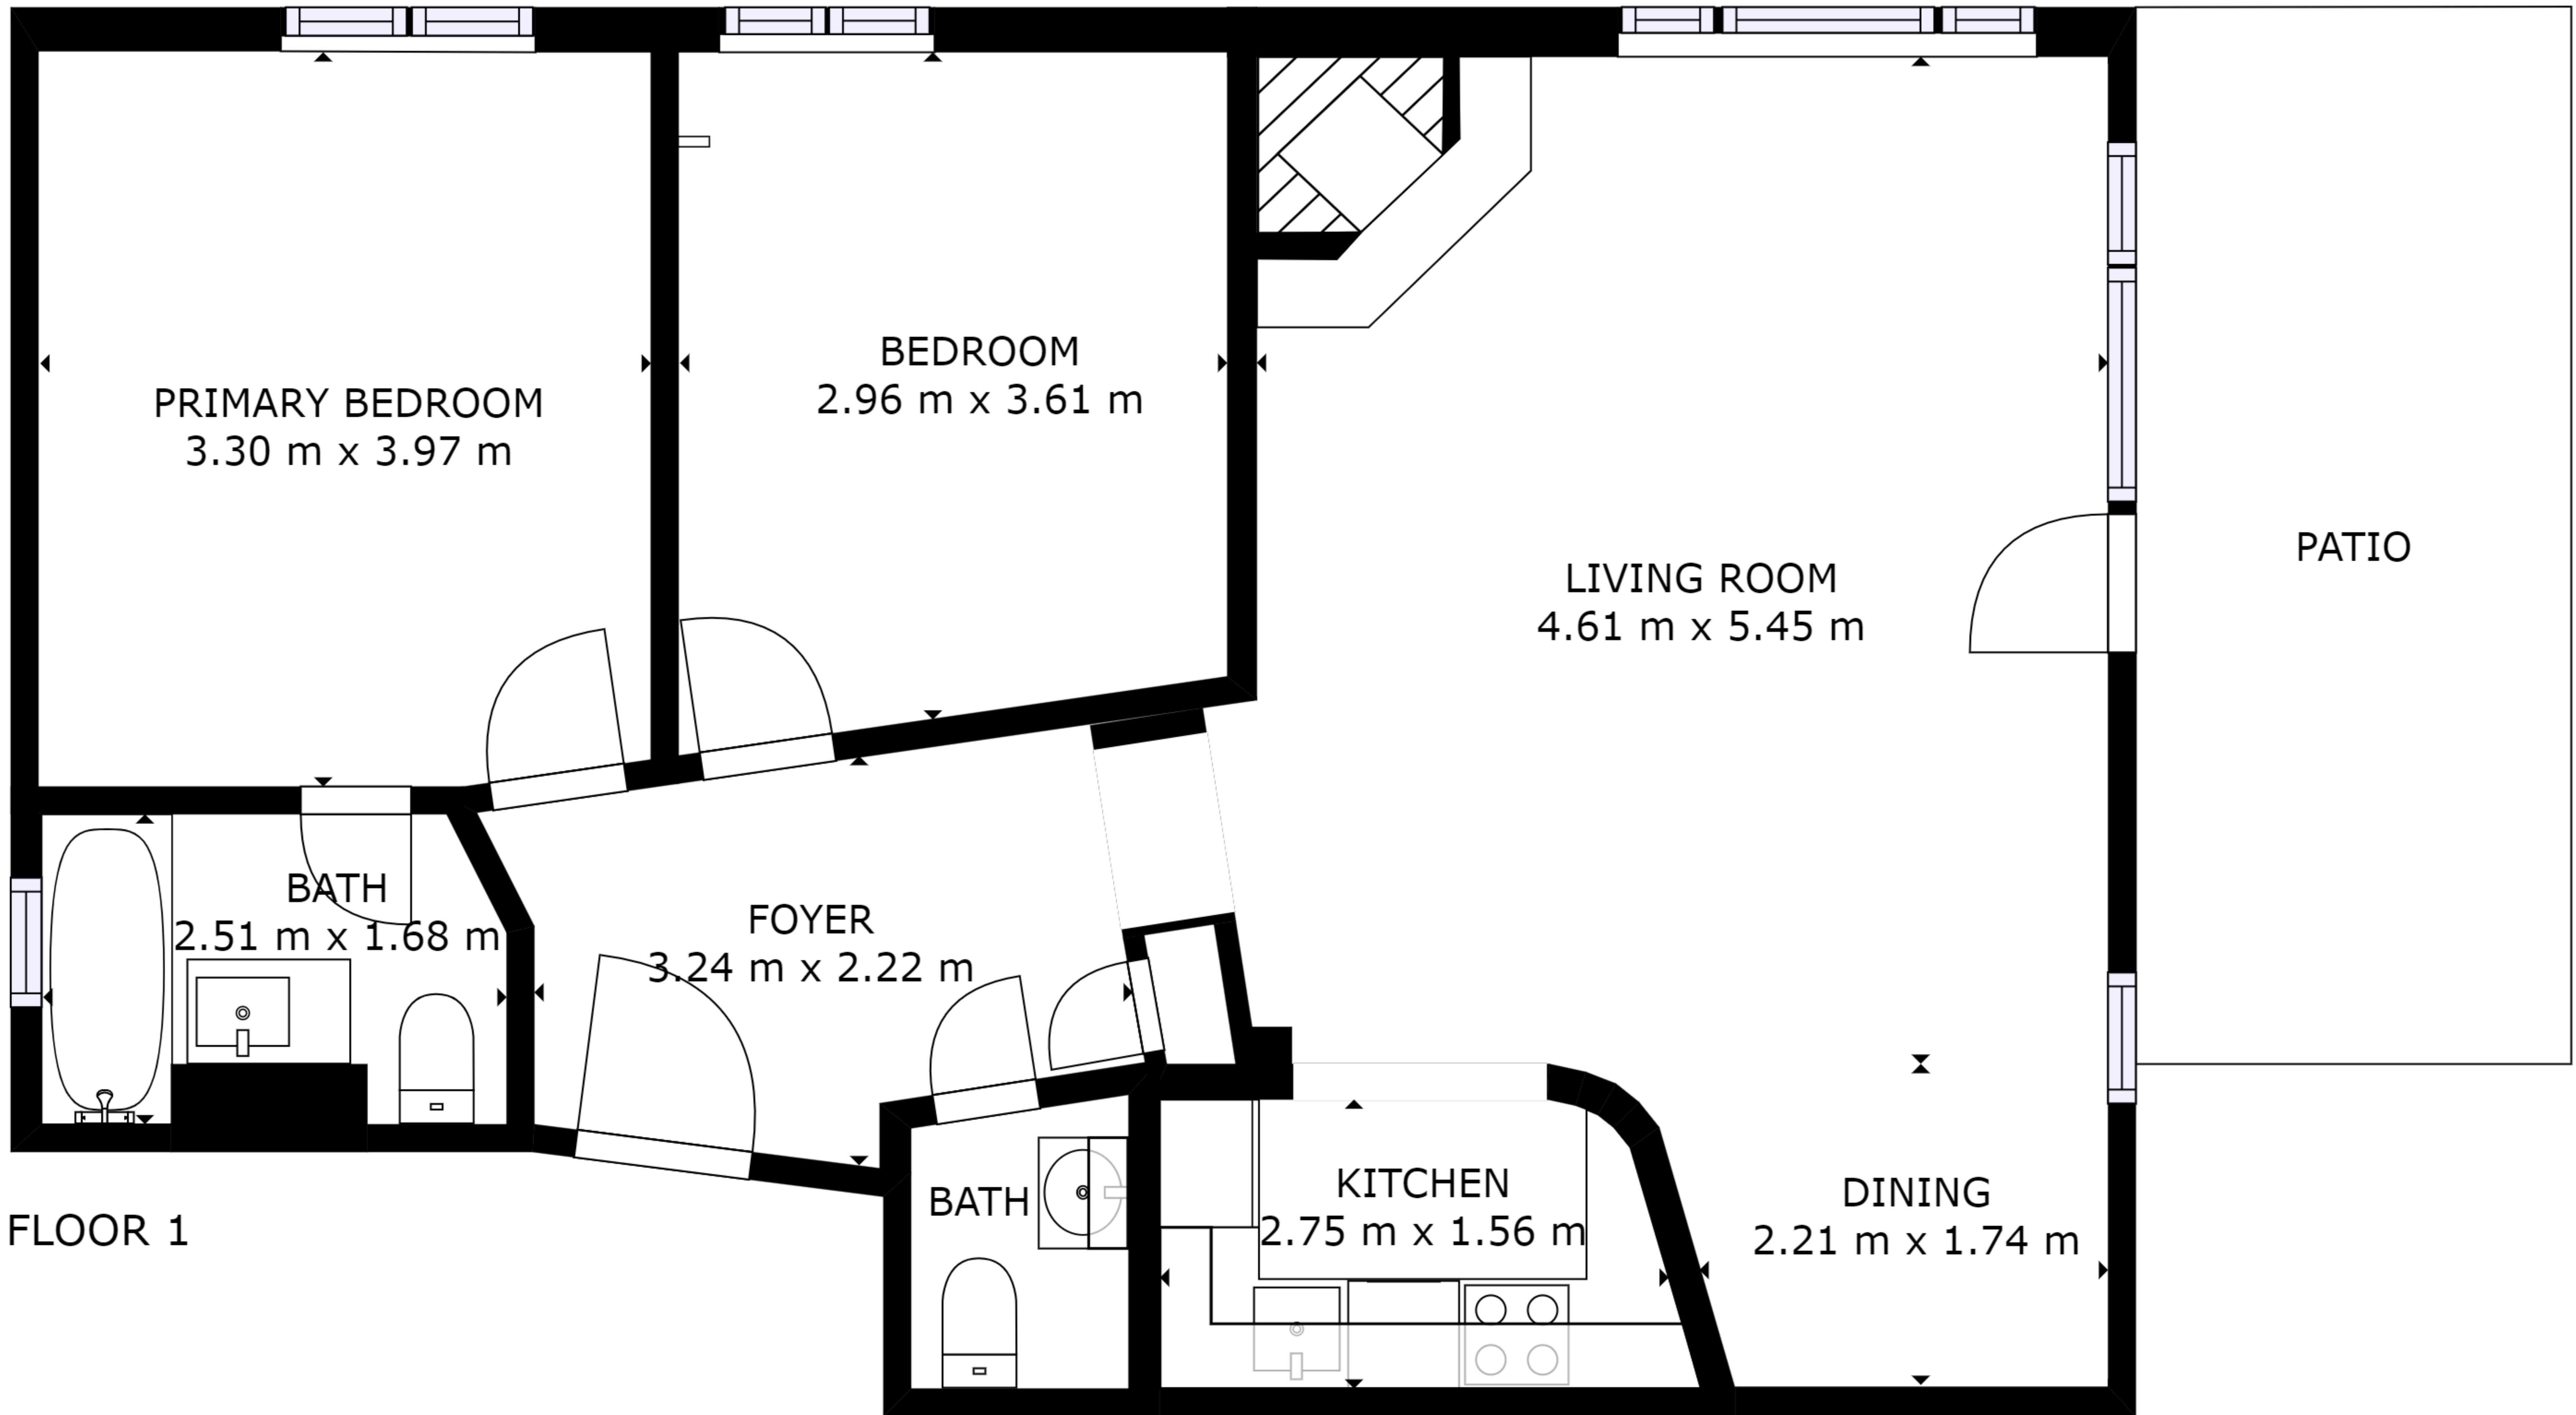 PRIMARY BEDROOM
3.30 m x 3.97 m
BEDROOM
2.96 m x 3.61 m
LIVING ROOM
4.61 m x 5.45 m
PATIO
BATH
2.51 m x 1.68 m
FOYER
3.24 m x 2.22 m
BATH
KITCHEN
2.75 m x 1.56 m
DINING
2.21 m x 1.74 m
FLOOR 1